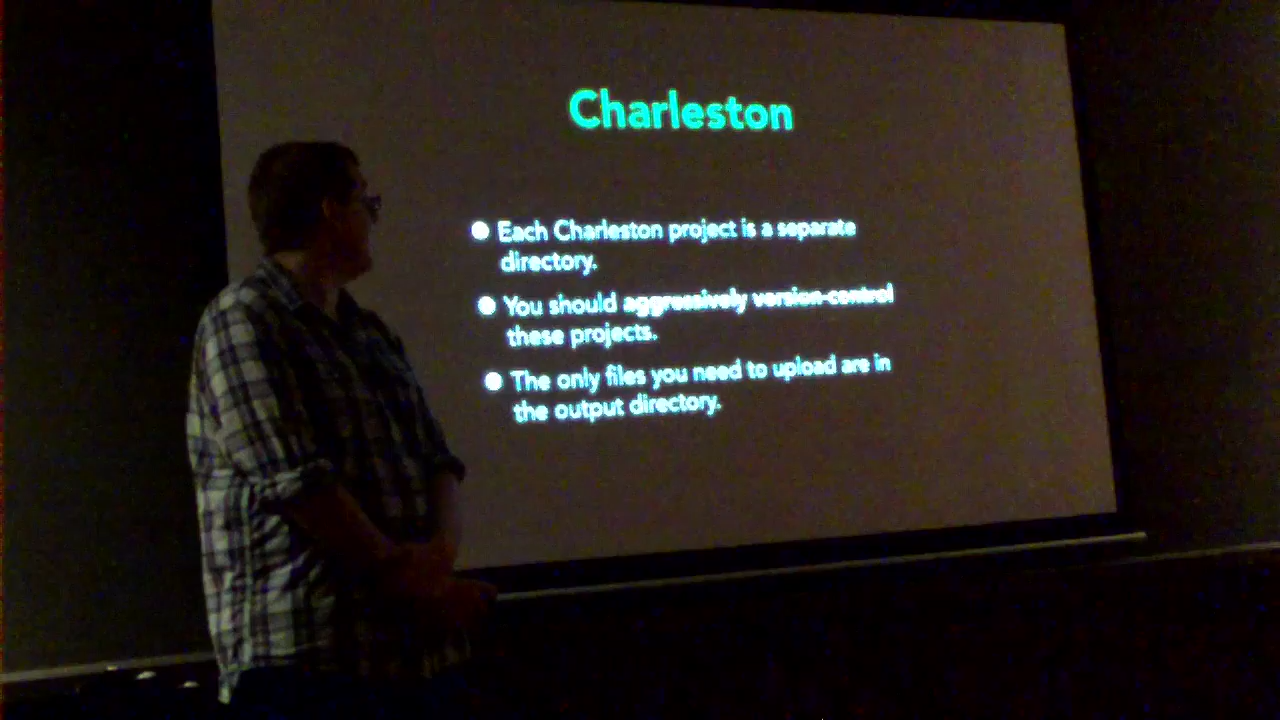 Charleston
Each Charleston project is a separate
directory.
You should aggressively version-control
these projects.
The only files you need to upload are in
the output directory.